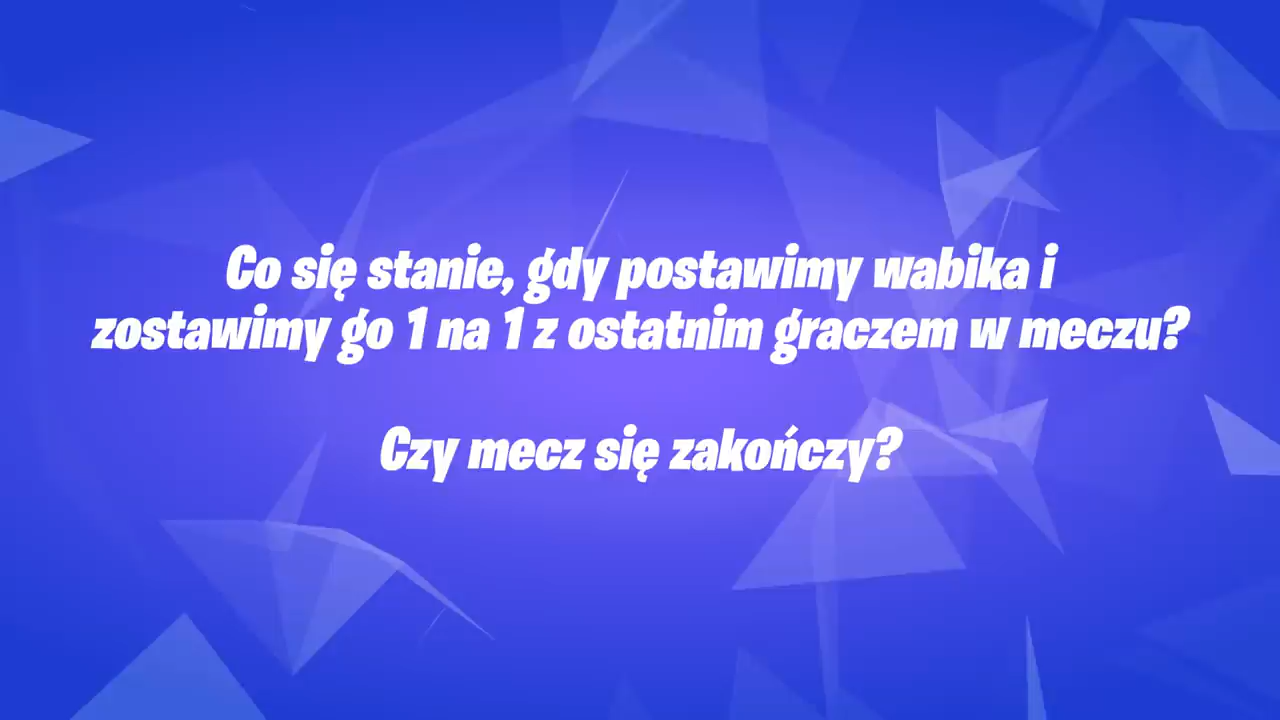 Co się stanie, gdy postawimy wabika i
zostawimy go 1 na 1 z ostatnim graczem w meczu?
Czy mecz się zakończy?